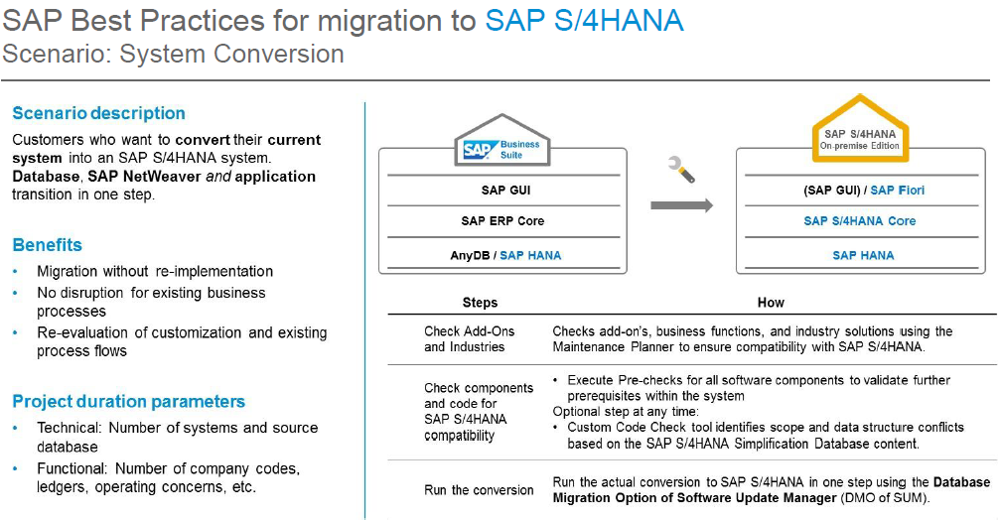 SAP Best Practices for migration to SAP S/4HANA
Scenario: System Conversion
Scenario description
Customers who want to convert their current
system into an SAP S/4HANA system.
Database, SAP NetWeaver and application
transition in one step.
Benefits
• Migration without re-implementation
• No disruption for existing business
processes
• Re-evaluation of customization and existing
process flows
Project duration parameters
• Technical: Number of systems and source
database
• Functional: Number of company codes,
ledgers, operating concerns, etc.
SAP Business
Suite
SAP GUI
SAP ERP Core
AnyDB / SAP HANA
SAP S/4HANA
On-premise Edition
(SAP GUI) / SAP Fiori
SAP S/4HANA Core
SAP HANA
Steps
How
Check Add-Ons
and Industries
Checks add-on's, business functions, and industry solutions using the
Maintenance Planner to ensure compatibility with SAP S/4HANA.
Check components
and code for
SAP S/4HANA
compatibility
• Execute Pre-checks for all software components to validate further
prerequisites within the system
Optional step at any time:
• Custom Code Check tool identifies scope and data structure conflicts
based on the SAP S/4HANA Simplification Database content.
Run the conversion
Run the actual conversion to SAP S/4HANA in one step using the Database
Migration Option of Software Update Manager (DMO of SUM).